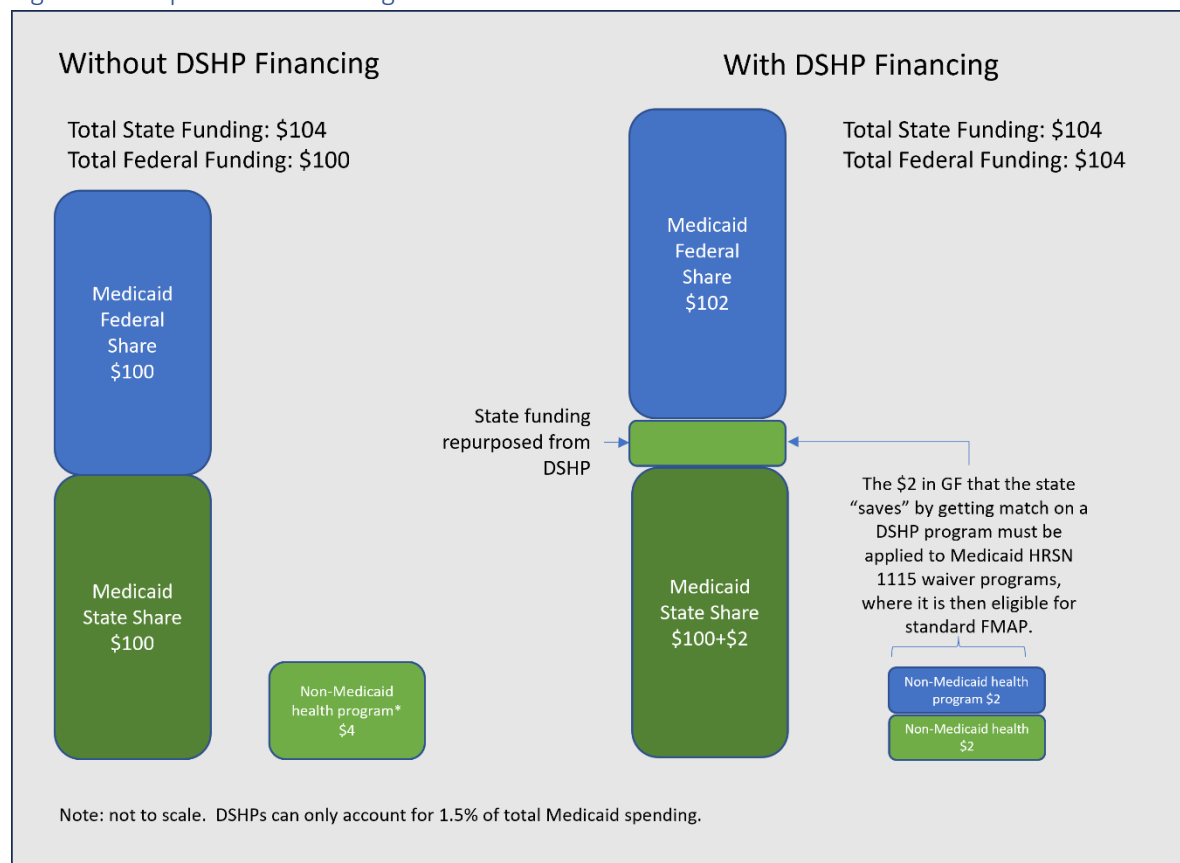 Without DSHP Financing
Total State Funding: $104
Total Federal Funding: $100
Medicaid
Federal
Share
$100
Medicaid
State Share
$100
Non-Medicaid
health program*
$4
With DSHP Financing
Total State Funding: $104
Total Federal Funding: $104
Medicaid
Federal
Share
$102
State funding
repurposed from
DSHP
Medicaid
State Share
$100+$2
The $2 in GF that the state
“saves” by getting match on a
DSHP program must be
applied to Medicaid HRSN
1115 waiver programs,
where it is then eligible for
standard FMAP.
Non-Medicaid health
program $2
Non-Medicaid health
$2
Note: not to scale.  DSHPs can only account for 1.5% of total Medicaid spending.